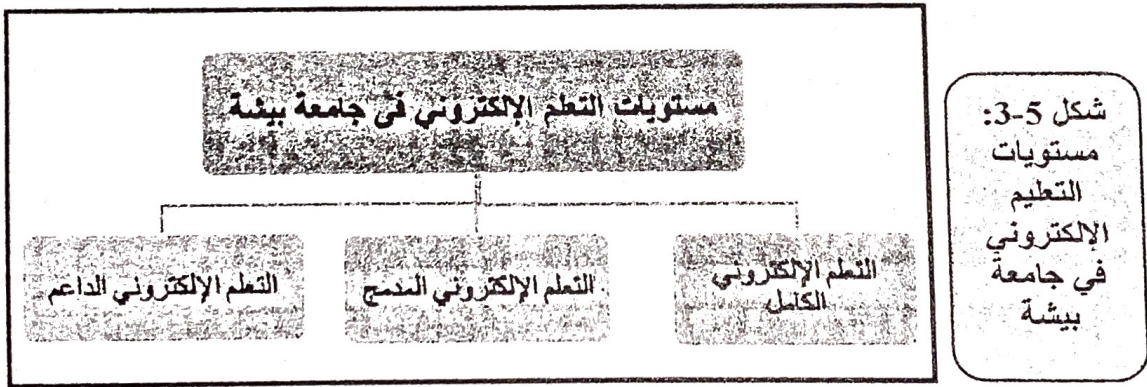 شكل 5-3:
مستويات
التعليم
الإلكتروني
في جامعة
بيشة
مستويات التعلم الإلكتروني في جامعة بيشة
التعلم الإلكتروني
الكامل
التعلم الإلكتروني المدمج
التعلم الإلكتروني الداعم